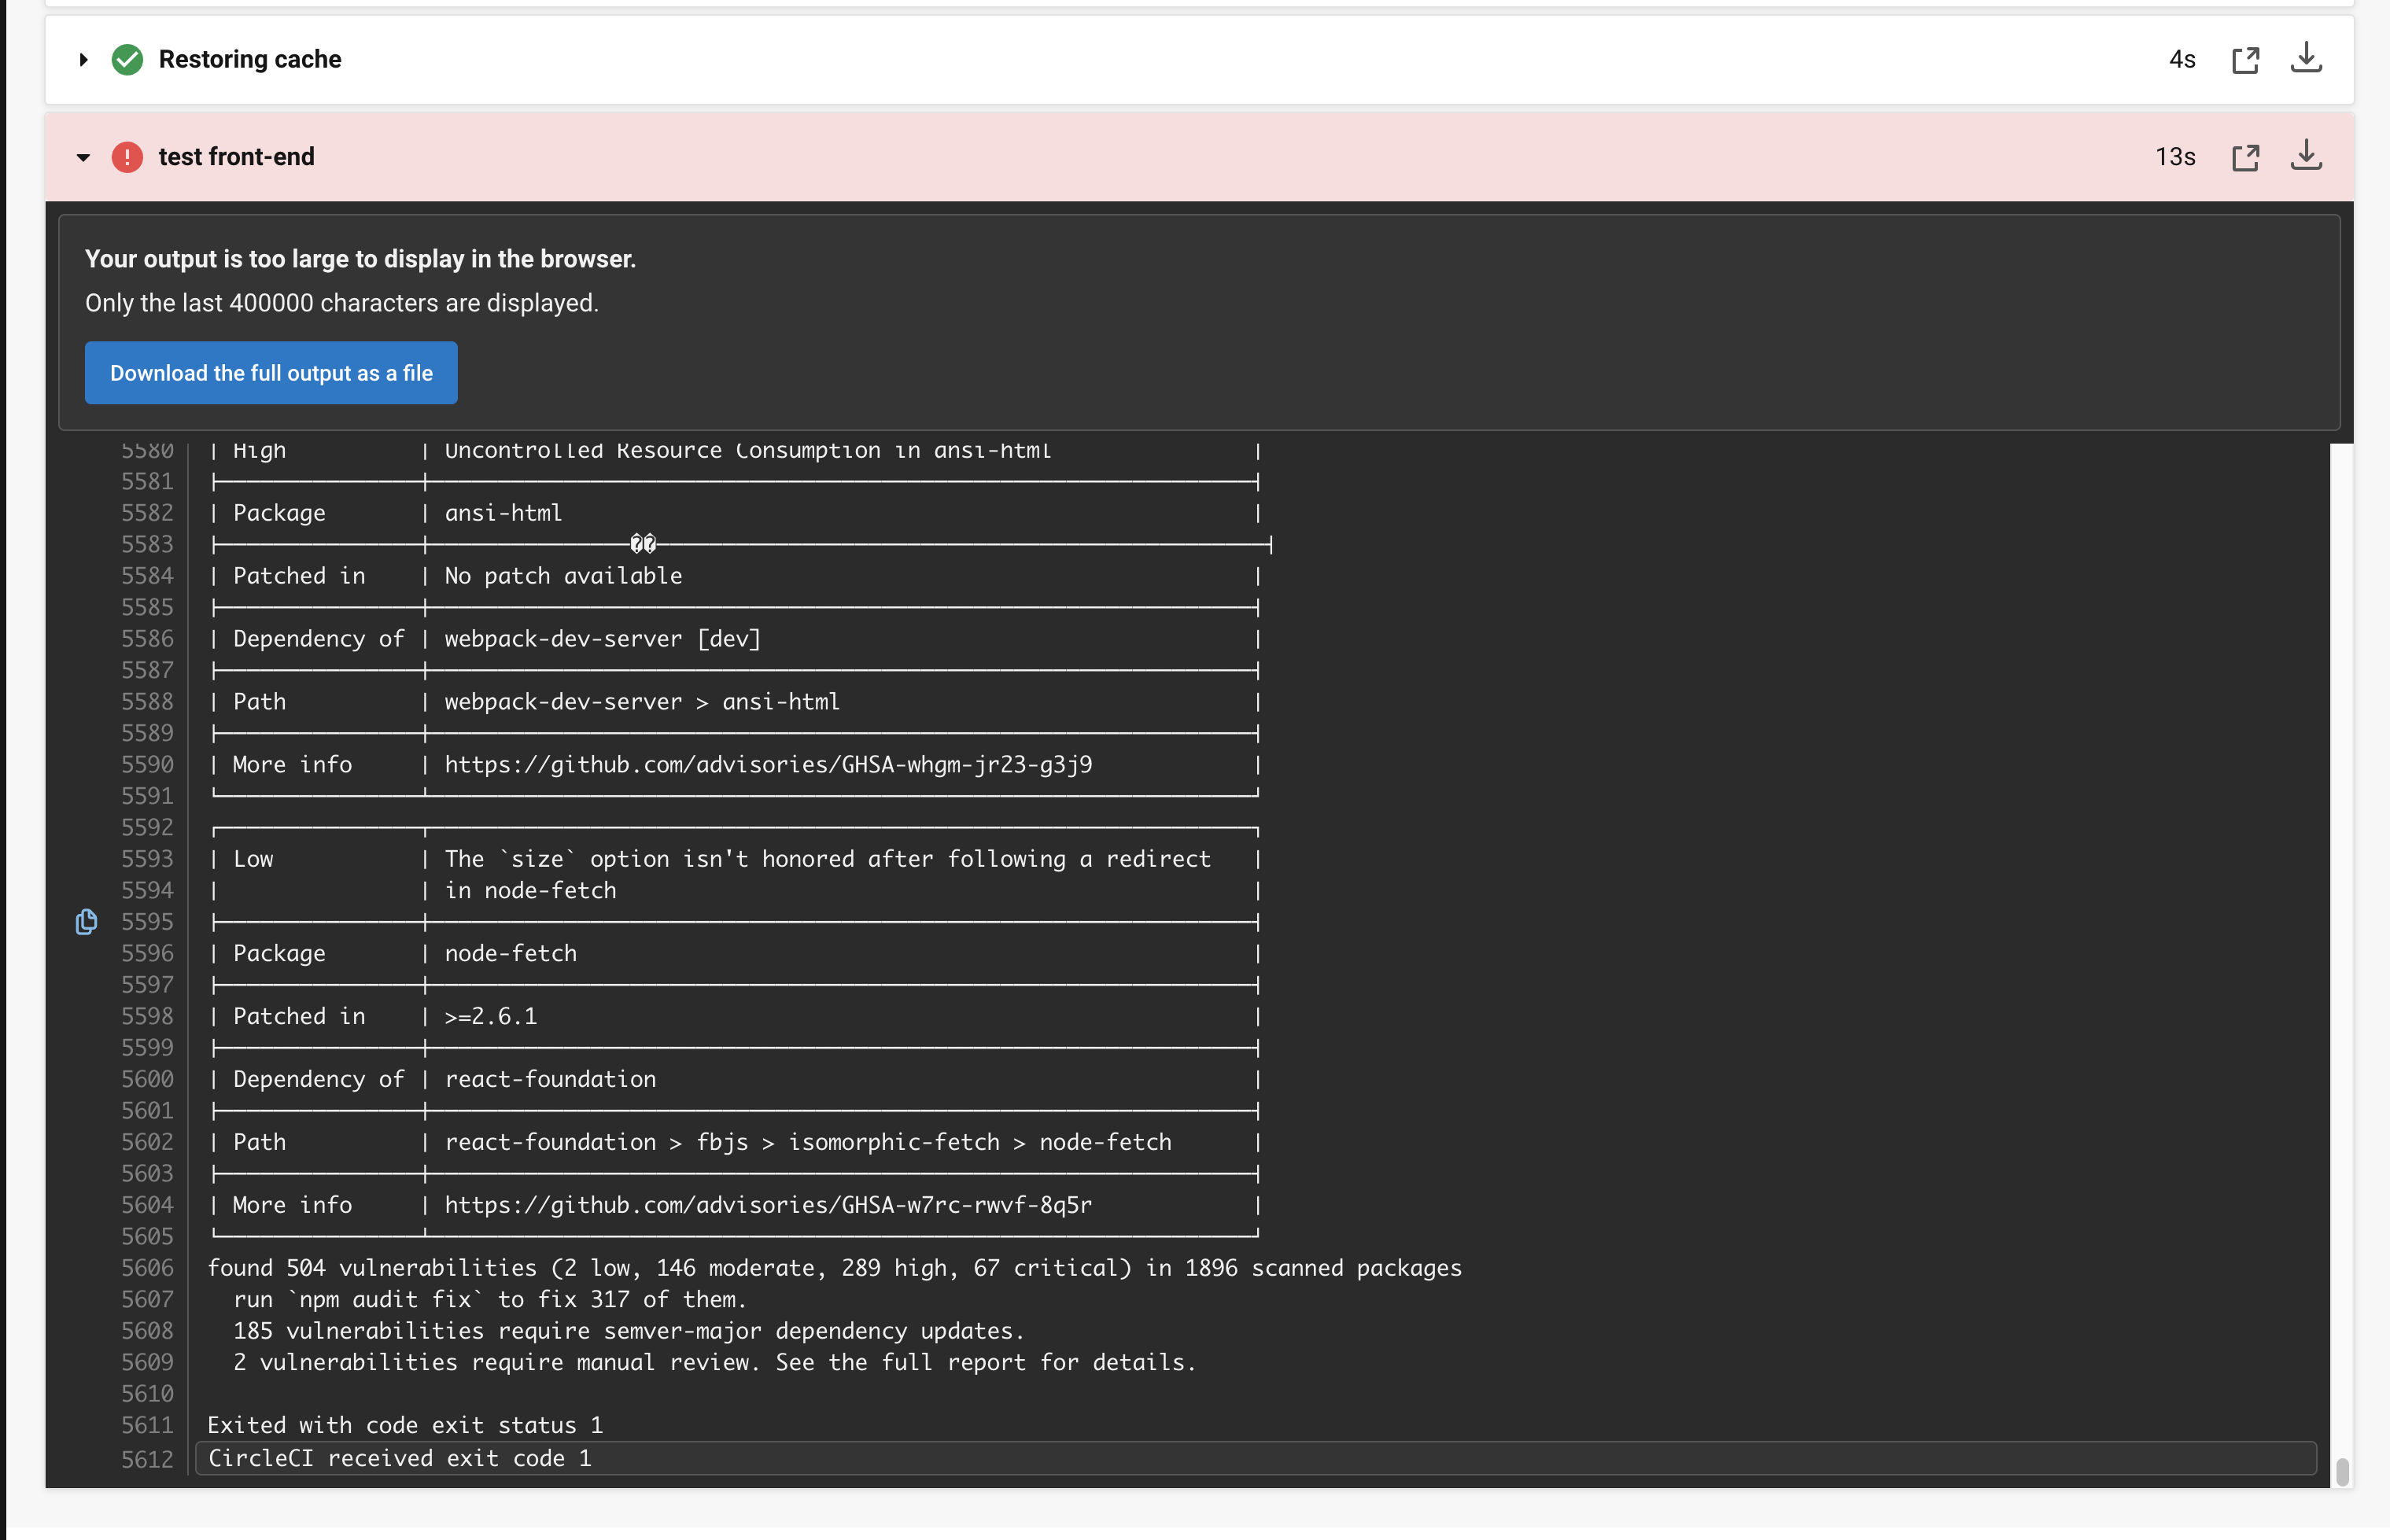 Restoring cache 4s
test front-end 13s
Your output is too large to display in the browser.
Only the last 400000 characters are displayed.
Download the full output as a file
5580 | High | Uncontrolled Resource Consumption in ansi-html |
5581
5582 | Package | ansi-html |
5583 ��
5584 | Patched in | No patch available |
5585
5586 | Dependency of | webpack-dev-server [dev] |
5587
5588 | Path | webpack-dev-server > ansi-html |
5589
5590 | More info | https://github.com/advisories/GHSA-whgm-jr23-g3j9 |
5591
5592
5593 | Low | The `size` option isn't honored after following a redirect |
5594 | | in node-fetch |
5595
5596 | Package | node-fetch |
5597
5598 | Patched in | >=2.6.1 |
5599
5600 | Dependency of | react-foundation |
5601
5602 | Path | react-foundation > fbjs > isomorphic-fetch > node-fetch |
5603
5604 | More info | https://github.com/advisories/GHSA-w7rc-rwvf-8q5r |
5605
5606 found 504 vulnerabilities (2 low, 146 moderate, 289 high, 67 critical) in 1896 scanned packages
5607 run `npm audit fix` to fix 317 of them.
5608 185 vulnerabilities require semver-major dependency updates.
5609 2 vulnerabilities require manual review. See the full report for details.
5610
5611 Exited with code exit status 1
5612 CircleCI received exit code 1